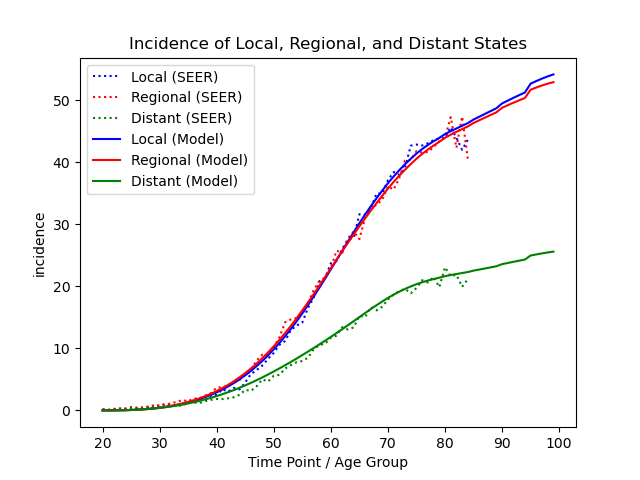 Incidence of Local, Regional, and Distant States
Local (SEER)
Regional (SEER)
Distant (SEER)
Local (Model)
Regional (Model)
Distant (Model)
50
40
30
20
10
0
incidence
20 30 40 50 60 70 80 90 100
Time Point / Age Group